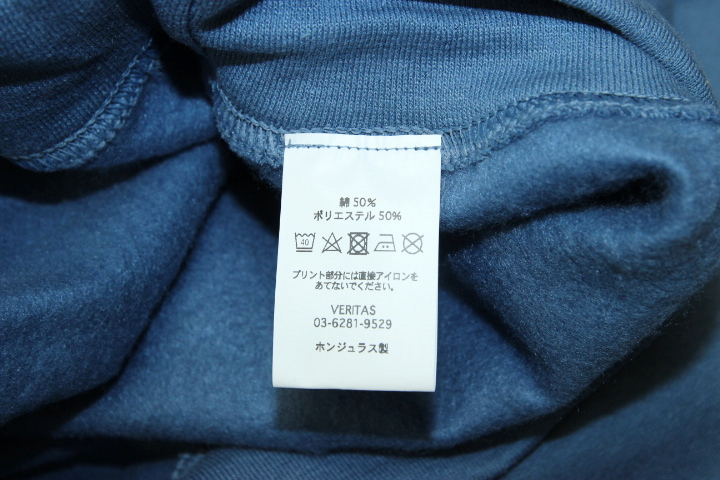 綿 50%
ポリエステル 50%
40
プリント部分には直接アイロンを
あてないでください。
VERITAS
03-6281-9529
ホンジュラス製